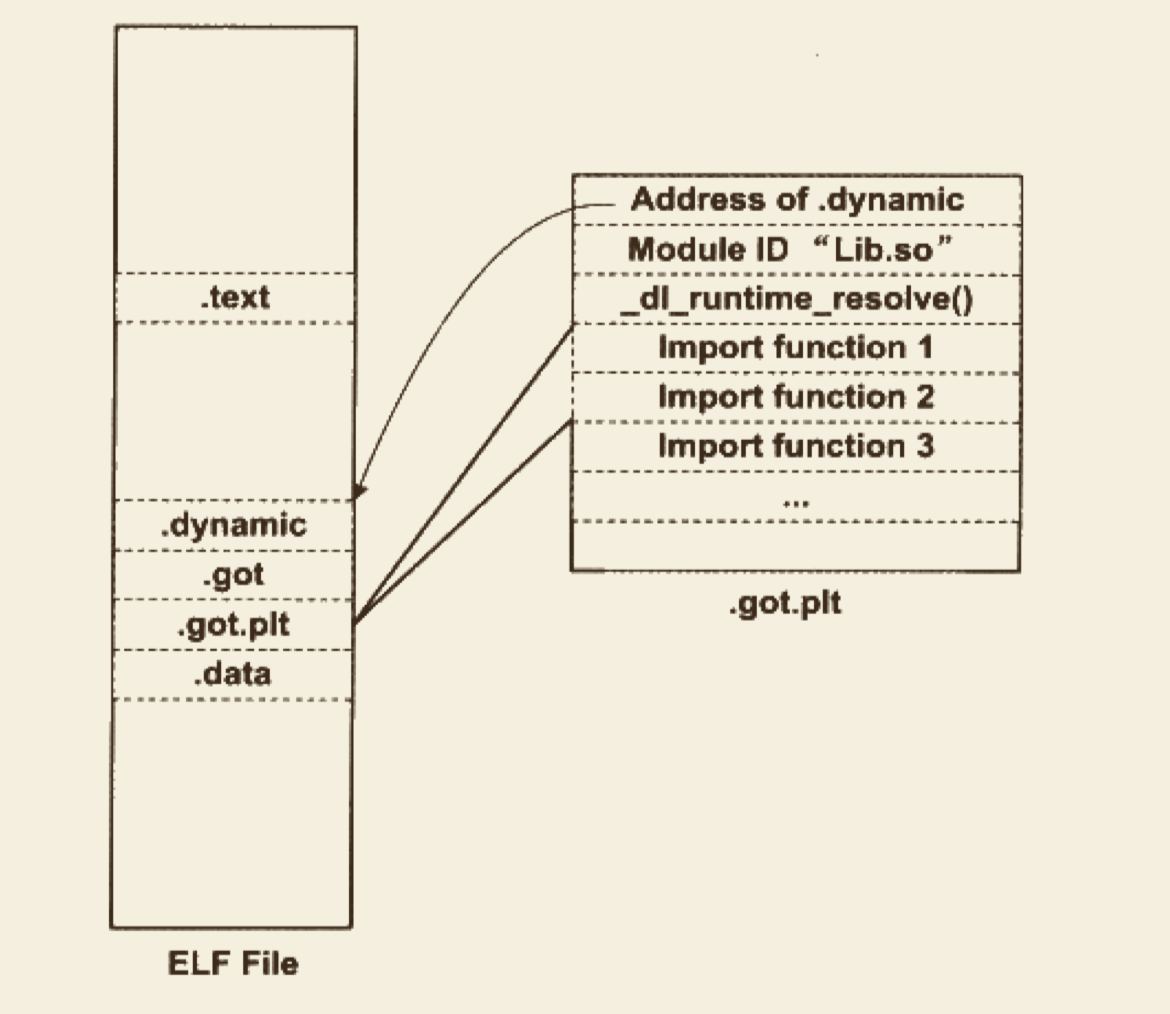 .text
.dynamic
.got
.got.plt
.data
ELF File
Address of .dynamic
Module ID “Lib.so”
_dl_runtime_resolve()
Import function 1
Import function 2
Import function 3
...
.got.plt